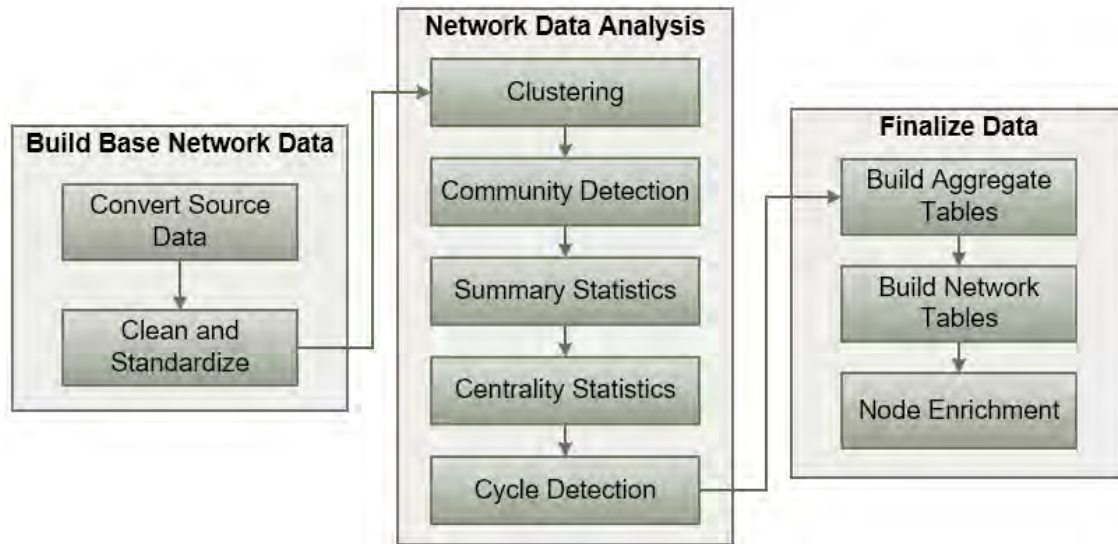 Build Base Network Data
Convert Source
Data
Clean and
Standardize
Network Data Analysis
Clustering
Community Detection
Summary Statistics
Centrality Statistics
Cycle Detection
Finalize Data
Build Aggregate
Tables
Build Network
Tables
Node Enrichment